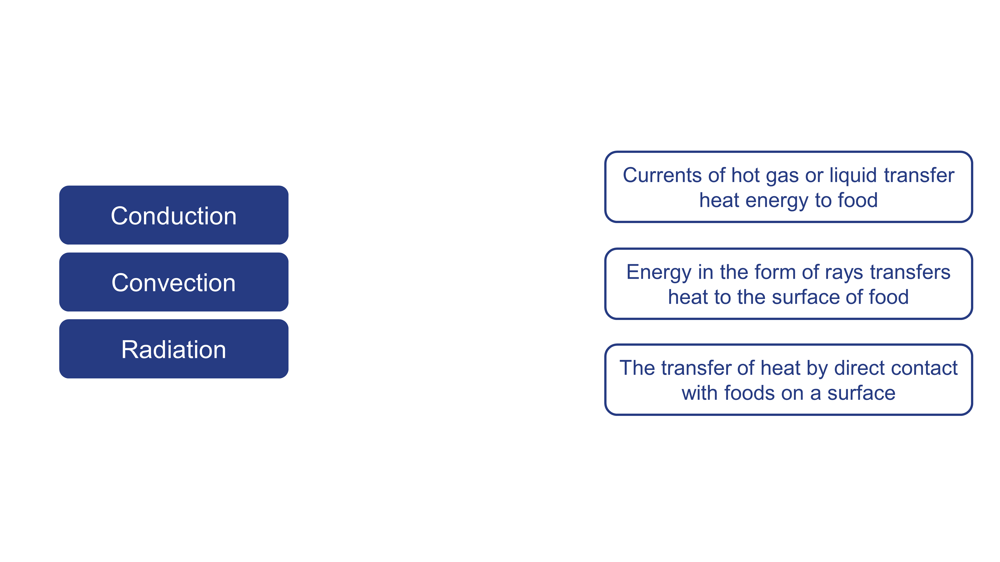 Conduction
Convection
Radiation
Currents of hot gas or liquid transfer
heat energy to food
Energy in the form of rays transfers
heat to the surface of food
The transfer of heat by direct contact
with foods on a surface